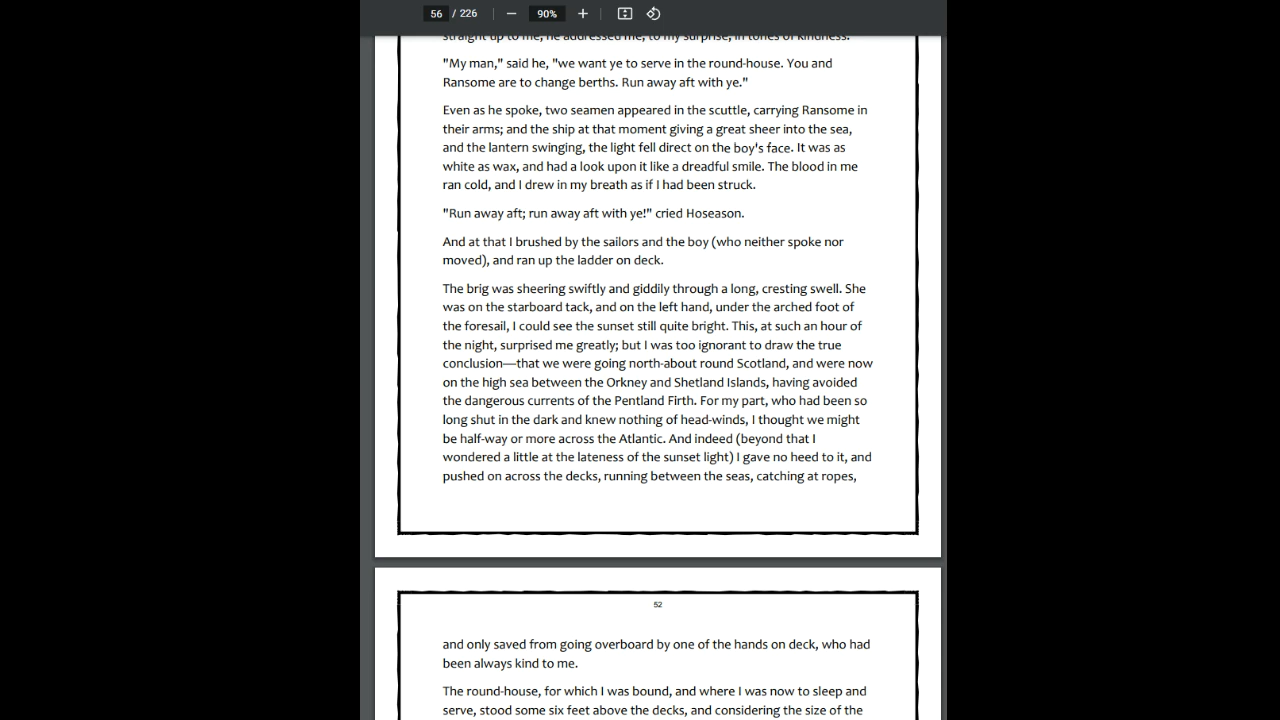 56 / 226 90%
straight up to me, he addressed me, to my surprise, in tones of kindness.
"My man," said he, "we want ye to serve in the round-house. You and
Ransome are to change berths. Run away aft with ye."
Even as he spoke, two seamen appeared in the scuttle, carrying Ransome in
their arms; and the ship at that moment giving a great sheer into the sea,
and the lantern swinging, the light fell direct on the boy's face. It was as
white as wax, and had a look upon it like a dreadful smile. The blood in me
ran cold, and I drew in my breath as if I had been struck.
"Run away aft; run away aft with ye!" cried Hoseason.
And at that I brushed by the sailors and the boy (who neither spoke nor
moved), and ran up the ladder on deck.
The brig was sheering swiftly and giddily through a long, cresting swell. She
was on the starboard tack, and on the left hand, under the arched foot of
the foresail, I could see the sunset still quite bright. This, at such an hour of
the night, surprised me greatly; but I was too ignorant to draw the true
conclusion—that we were going north-about round Scotland, and were now
on the high sea between the Orkney and Shetland Islands, having avoided
the dangerous currents of the Pentland Firth. For my part, who had been so
long shut in the dark and knew nothing of head-winds, I thought we might
be half-way or more across the Atlantic. And indeed (beyond that I
wondered a little at the lateness of the sunset light) I gave no heed to it, and
pushed on across the decks, running between the seas, catching at ropes,
52
and only saved from going overboard by one of the hands on deck, who had
been always kind to me.
The round-house, for which I was bound, and where I was now to sleep and
serve, stood some six feet above the decks, and considering the size of the